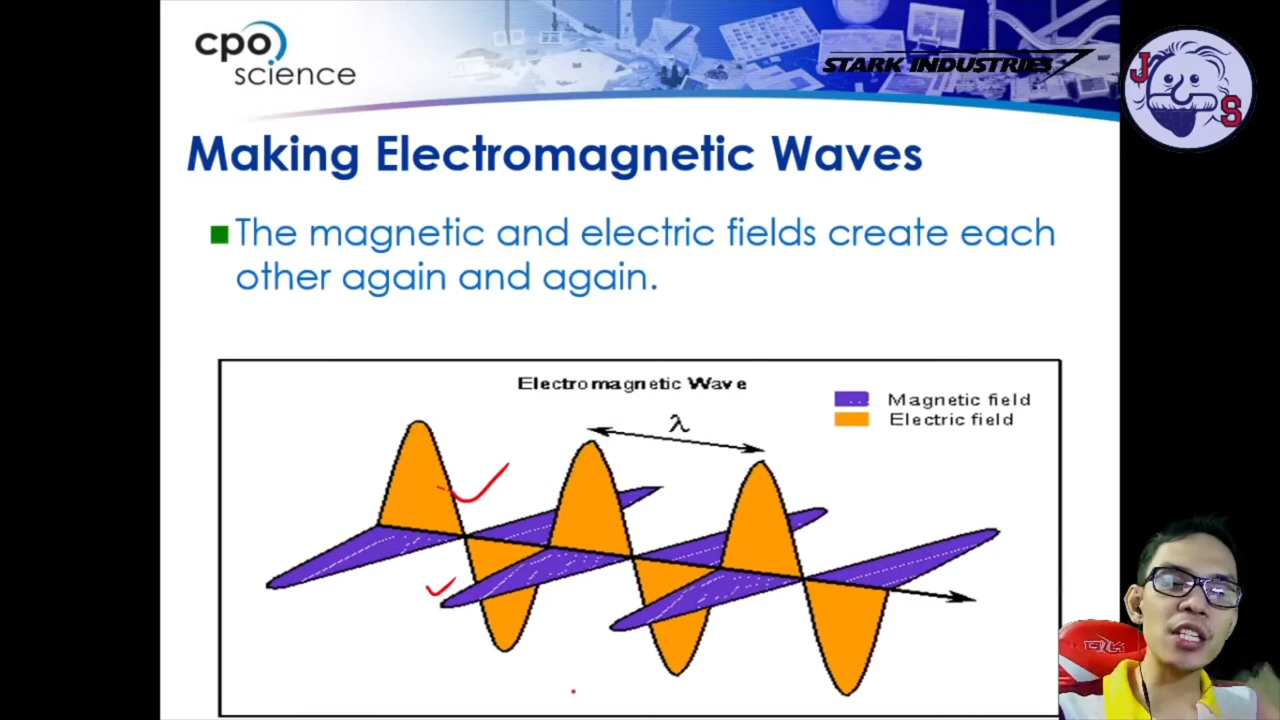 cpo
science
STARK INDUSTRIES
J
S
Making Electromagnetic Waves
The magnetic and electric fields create each
other again and again.
Electromagnetic Wave
λ
Magnetic field
Electric field